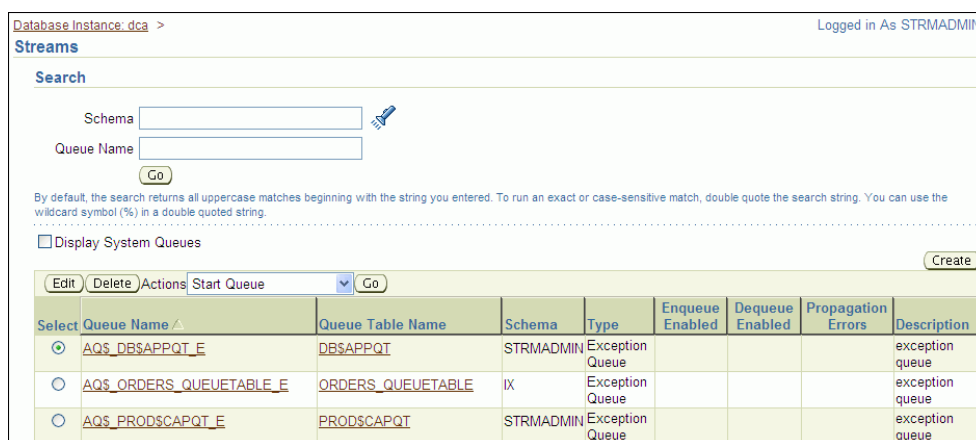 Database Instance: dca >
Logged in As STRMADMIN
Streams
Search
Schema
Queue Name
Go
By default, the search returns all uppercase matches beginning with the string you entered. To run an exact or case-sensitive match, double quote the search string. You can use the
wildcard symbol (%) in a double quoted string.
Display System Queues
Create
Edit Delete Actions Start Queue Go
Select Queue Name Queue Table Name Schema Type Enqueue Enabled Dequeue Enabled Propagation Errors Description
AQ$_DB$APPQT_E DB$APPQT STRMADMIN Exception Queue exception queue
AQ$_ORDERS_QUEUETABLE_E ORDERS_QUEUETABLE IX Exception Queue exception queue
AQ$_PROD$CAPQT_E PROD$CAPQT STRMADMIN Exception Queue exception queue